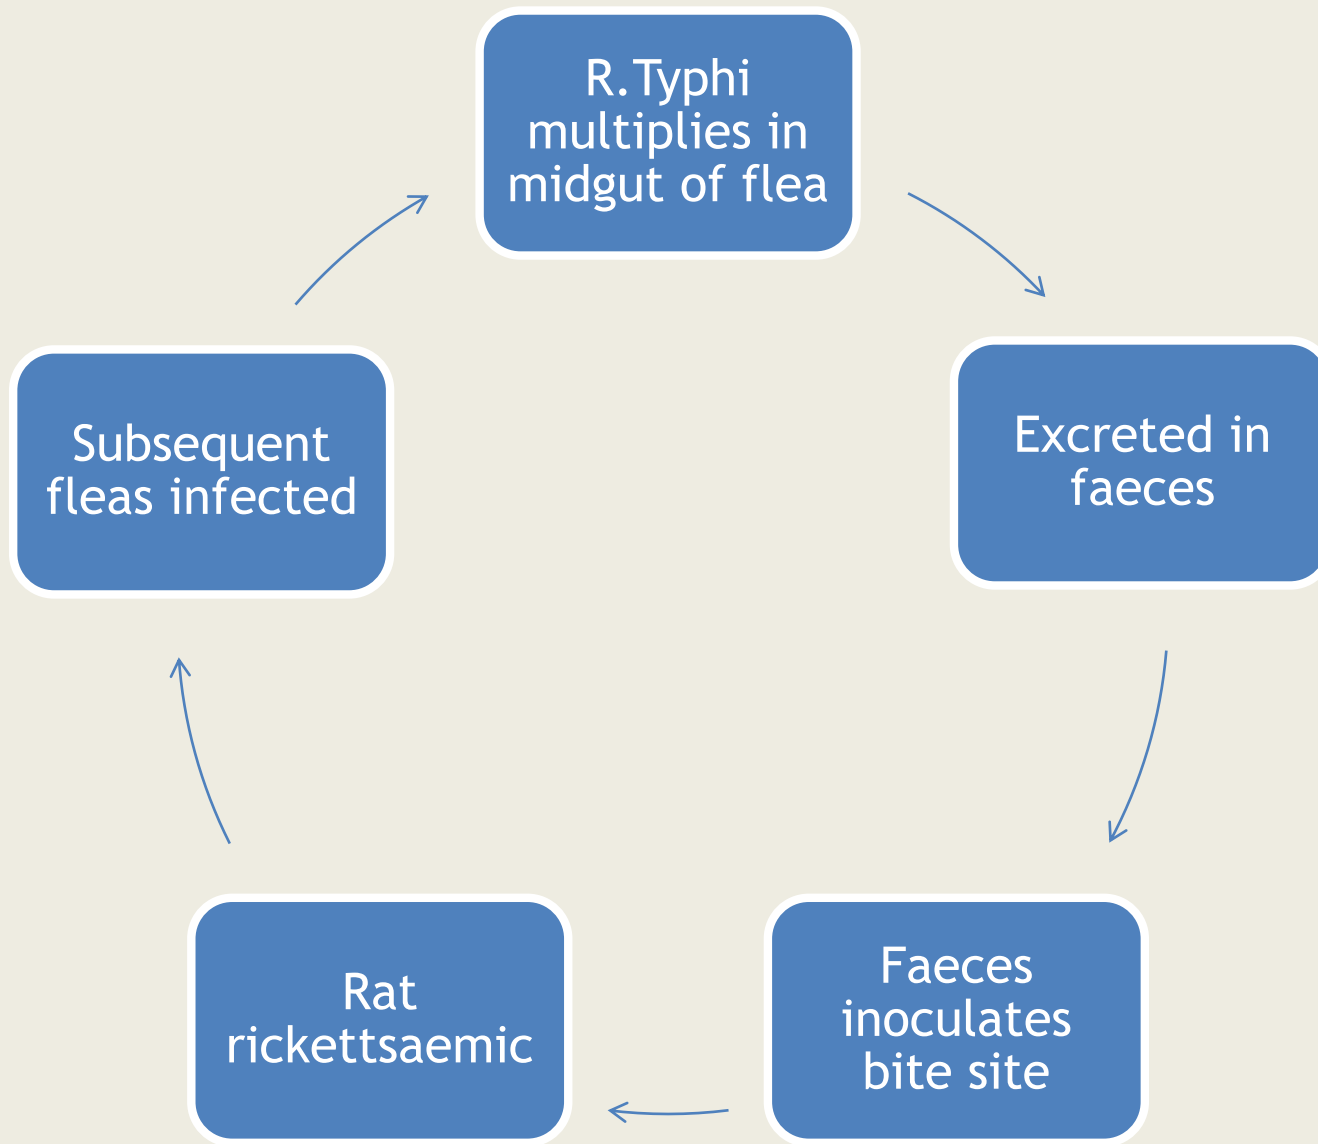 R.Typhi
multiplies in
midgut of flea
Excreted in
faeces
Faeces
inoculates
bite site
Rat
rickettsaemic
Subsequent
fleas infected